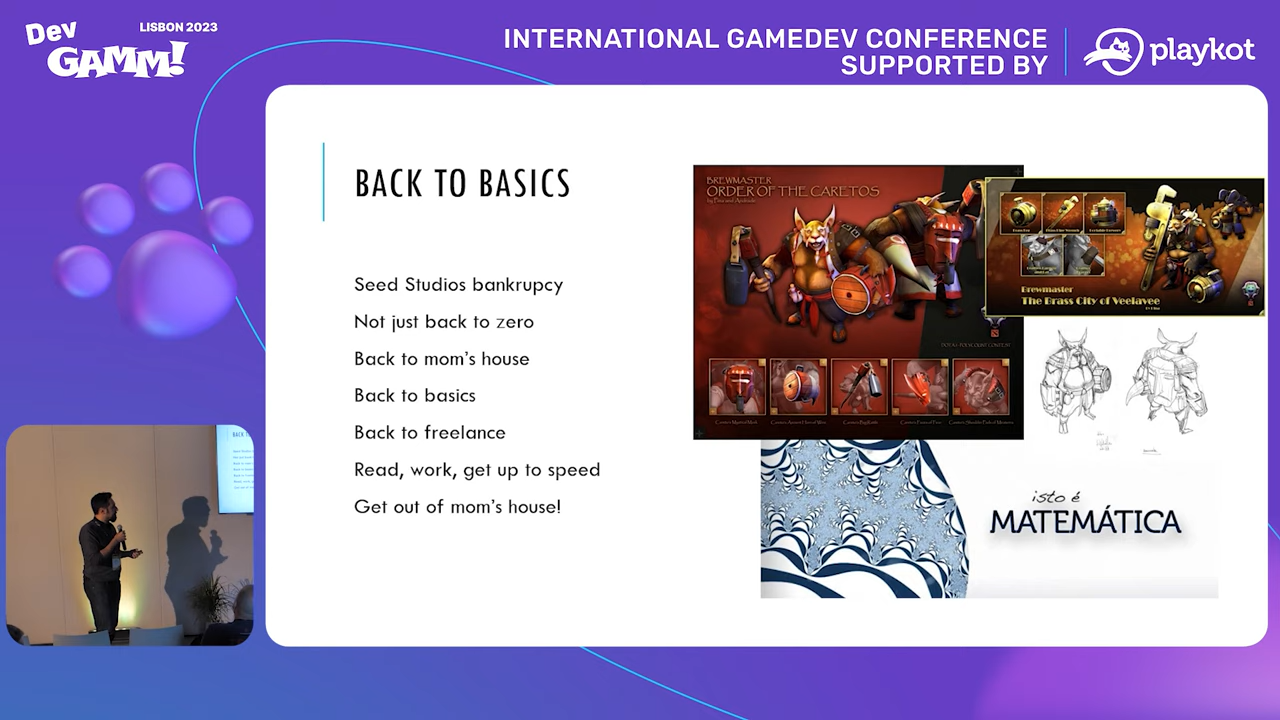 Dev
GAMM!
LISBON 2023
INTERNATIONAL GAMEDEV CONFERENCE
SUPPORTED BY
playkot
BACK TO BASICS
Seed Studios bankrupcy
Not just back to zero
Back to mom's house
Back to basics
Back to freelance
Read, work, get up to speed
Get out of mom's house!
BREWMASTER
ORDER OF THE CARETOS
Brewmaster
The Brass City of Veelavee
isto é
MATEMÁTICA